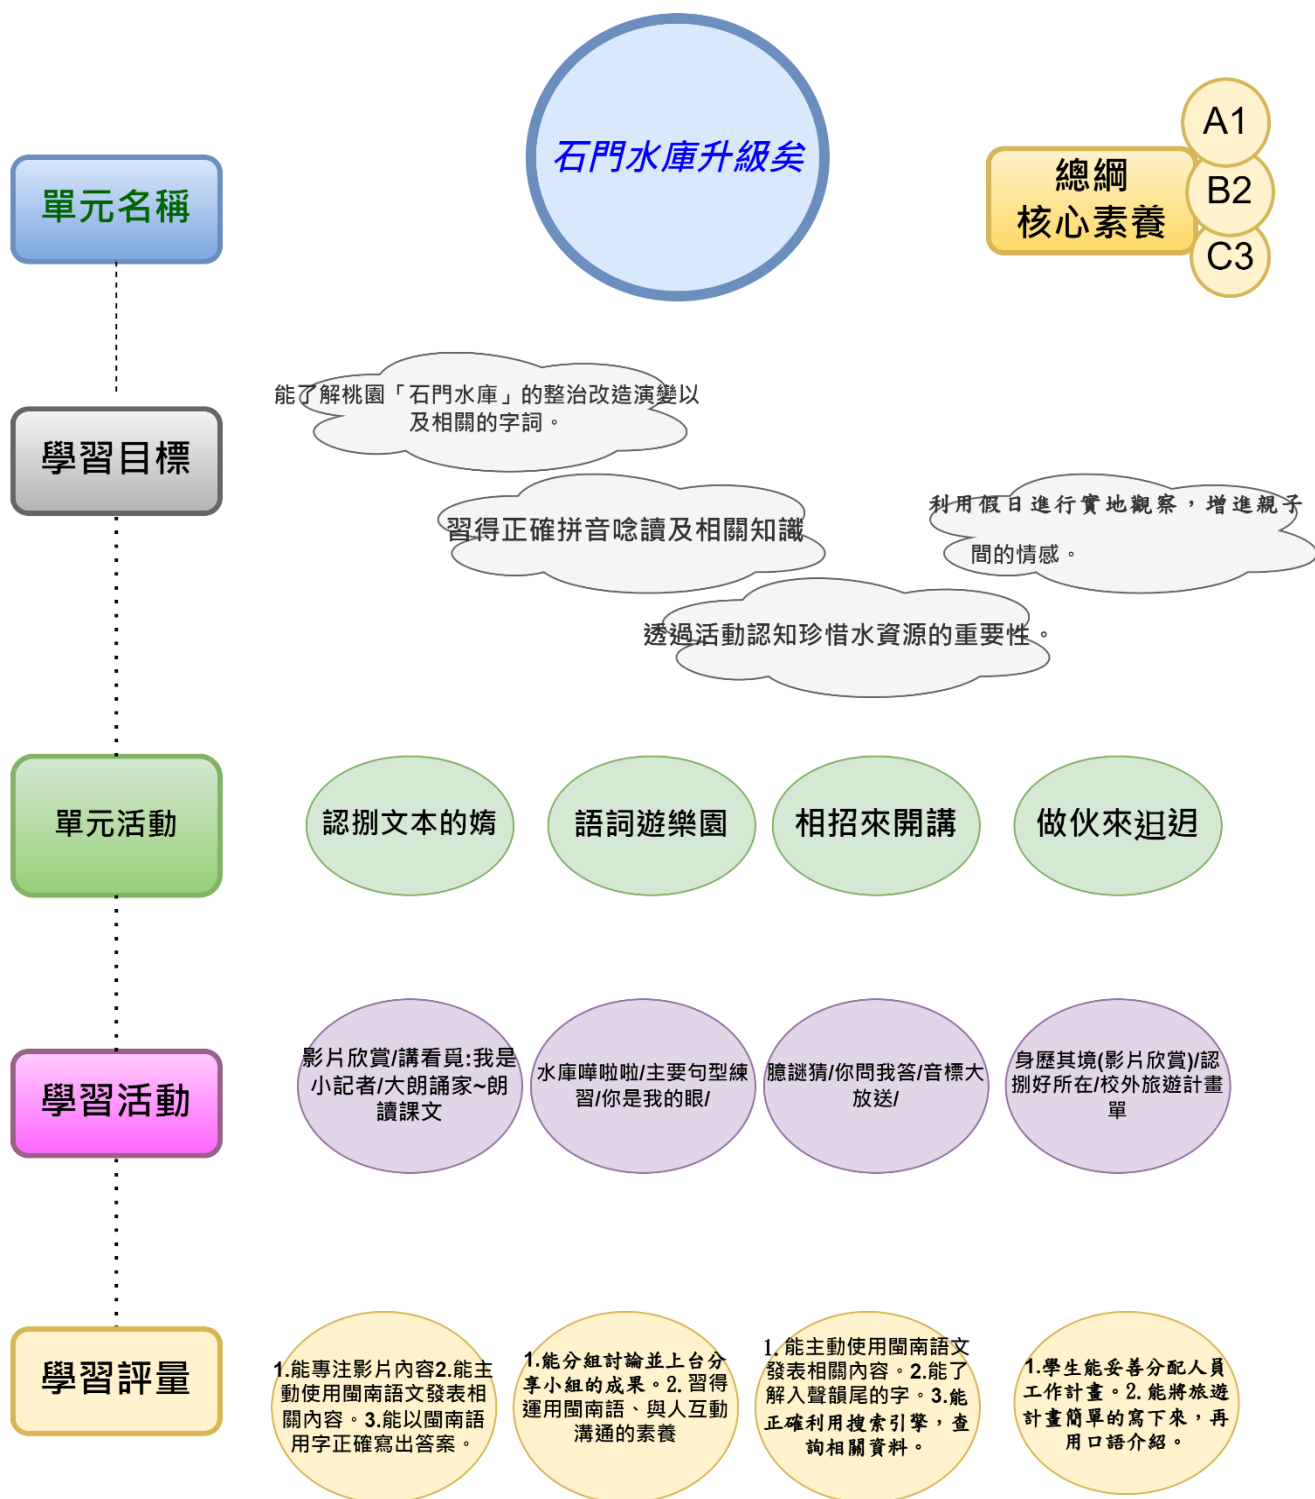 單元名稱
石門水庫升級矣
總綱
核心素養
A1
B2
C3
學習目標
能了解桃園「石門水庫」的整治改造演變以
及相關的字詞。
習得正確拼音唸讀及相關知識
利用假日進行實地觀察，增進親子
間的情感。
透過活動認知珍惜水資源的重要性。
單元活動
認捌文本的媠
語詞遊樂園
相招來開講
做伙來𨑨迌
學習活動
影片欣賞/講看覓:我是
小記者/大朗誦家~朗
讀課文
水庫嘩啦啦/主要句型練
習/你是我的眼/
臆謎猜/你問我答/音標大
放送/
身歷其境(影片欣賞)/認
捌好所在/校外旅遊計畫
單
學習評量
1.能專注影片內容2.能主
動使用閩南語文發表相
關內容。3.能以閩南語
用字正確寫出答案。
1.能分組討論並上台分
享小組的成果。2. 習得
運用閩南語、與人互動
溝通的素養
1. 能主動使用閩南語文
發表相關內容。2.能了
解入聲韻尾的字。3.能
正確利用搜索引擎，查
詢相關資料。
1.學生能妥善分配人員
工作計畫。2. 能將旅遊
計畫簡單的寫下來，再
用口語介紹。